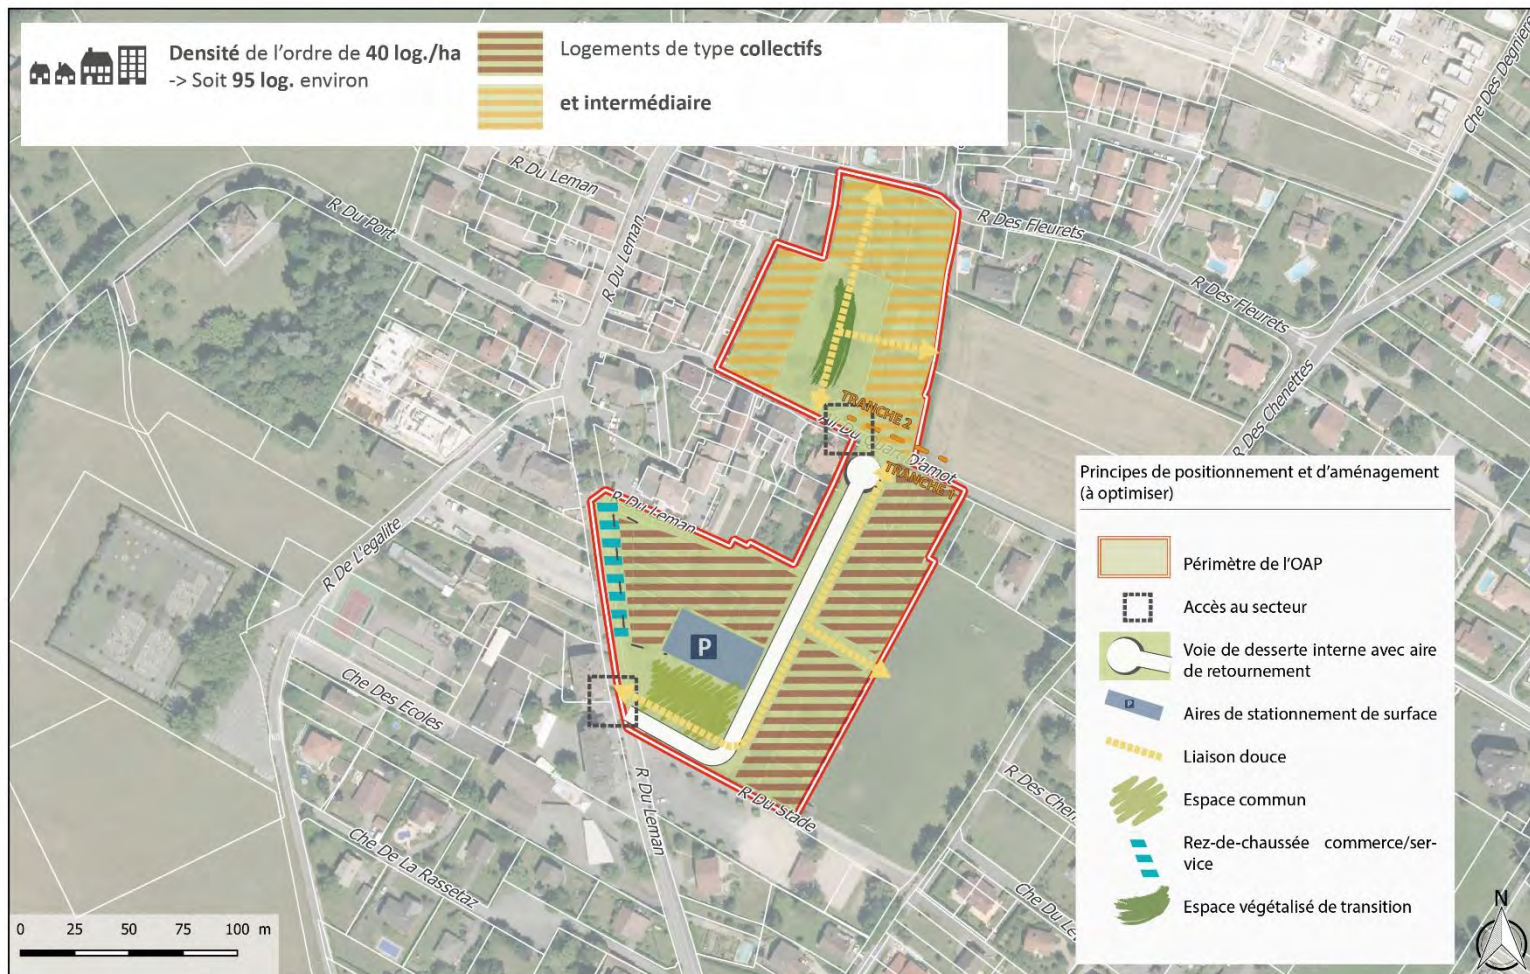 Densité de l'ordre de 40 log./ha
-> Soit 95 log. environ
Logements de type collectifs
et intermédiaire
Che Des Degniers
R Du Leman
R Du Port
R Du Leman
R Des Fleurets
R Des Fleurets
R Des Chenettes
TRANCHE 2
D'amot
TRANCHE 1
R Du Leman
R De L'egalite
P
Che Des Ecoles
R Du Leman
R Du Stade
Che De La Rassetaz
R Des Chen
Che Du Le
Principes de positionnement et d'aménagement
(à optimiser)
Périmètre de l'OAP
Accès au secteur
Voie de desserte interne avec aire
de retournement
P
Aires de stationnement de surface
Liaison douce
Espace commun
Rez-de-chaussée commerce/ser-
vice
Espace végétalisé de transition
0 25 50 75 100 m
N